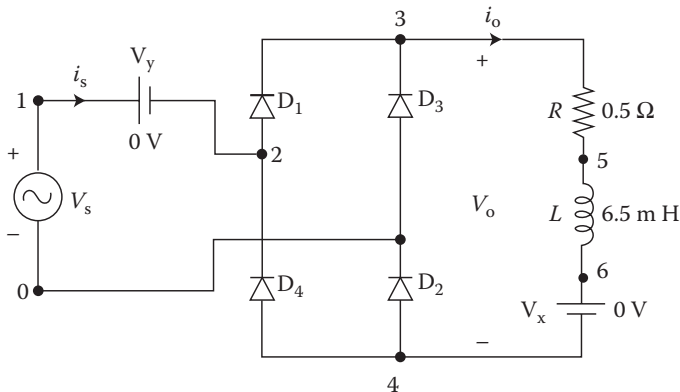 3
i_o
V_y
+
1
i_s
D_1
D_3
R
0.5 Ω
0 V
2
5
+
V_s
V_o
L
6.5 m H
–
6
0
D_4
D_2
V_x
0 V
–
4